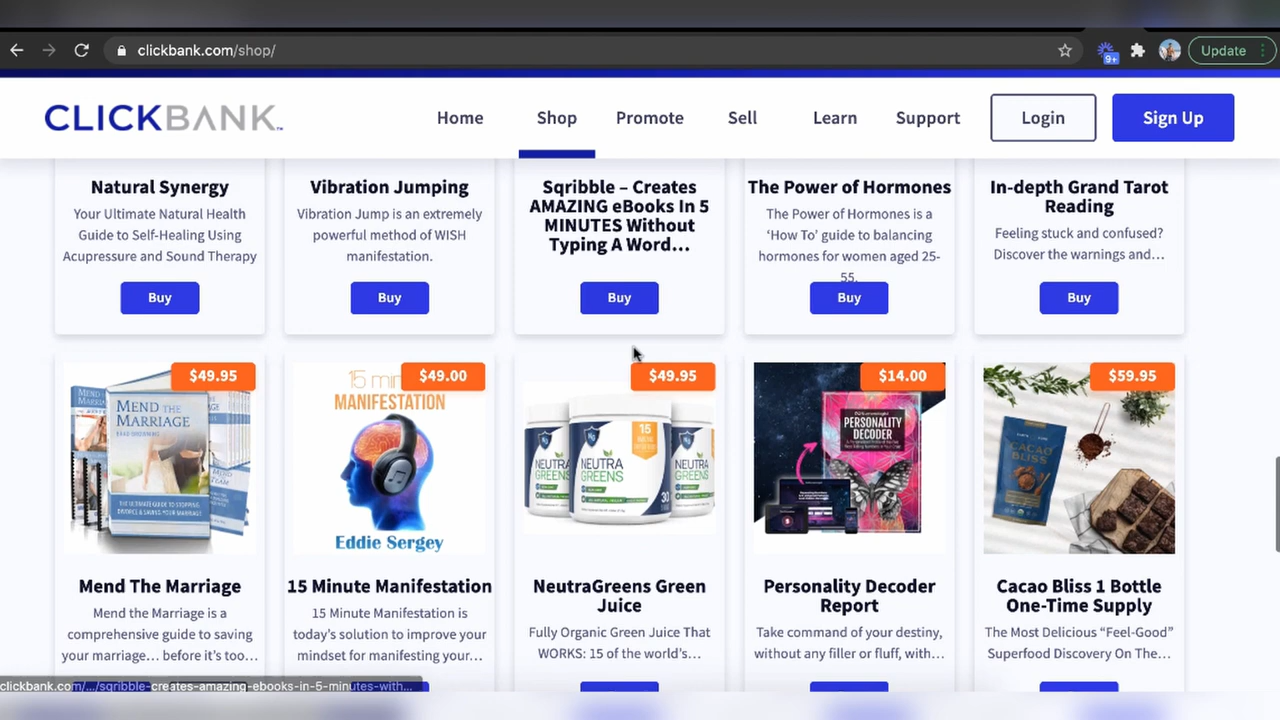 clickbank.com/shop/
9+
Update
CLICKBANK
Home
Shop
Promote
Sell
Learn
Support
Login
Sign Up
Natural Synergy
Your Ultimate Natural Health
Guide to Self-Healing Using
Acupressure and Sound Therapy
Buy
Vibration Jumping
Vibration Jump is an extremely
powerful method of WISH
manifestation.
Buy
Sqribble – Creates
AMAZING eBooks In 5
MINUTES Without
Typing A Word…
Buy
The Power of Hormones
The Power of Hormones is a
‘How To’ guide to balancing
hormones for women aged 25-
55.
Buy
In-depth Grand Tarot
Reading
Feeling stuck and confused?
Discover the warnings and…
Buy
$49.95
MEND THE
MARRIAGE
Mend The Marriage
Mend the Marriage is a
comprehensive guide to saving
your marriage… before it’s too…
$49.00
15 min
MANIFESTATION
Eddie Sergey
15 Minute Manifestation
15 Minute Manifestation is
today’s solution to improve your
mindset for manifesting your…
$49.95
NEUTRA
GREENS
15
30
NeutraGreens Green
Juice
Fully Organic Green Juice That
WORKS: 15 of the world’s…
$14.00
PERSONALITY
DECODER
Personality Decoder
Report
Take command of your destiny,
without any filler or fluff, with…
$59.95
CACAO
BLISS
Cacao Bliss 1 Bottle
One-Time Supply
The Most Delicious “Feel-Good”
Superfood Discovery On The…
clickbank.com/.../sqribble-creates-amazing-ebooks-in-5-minutes-with...